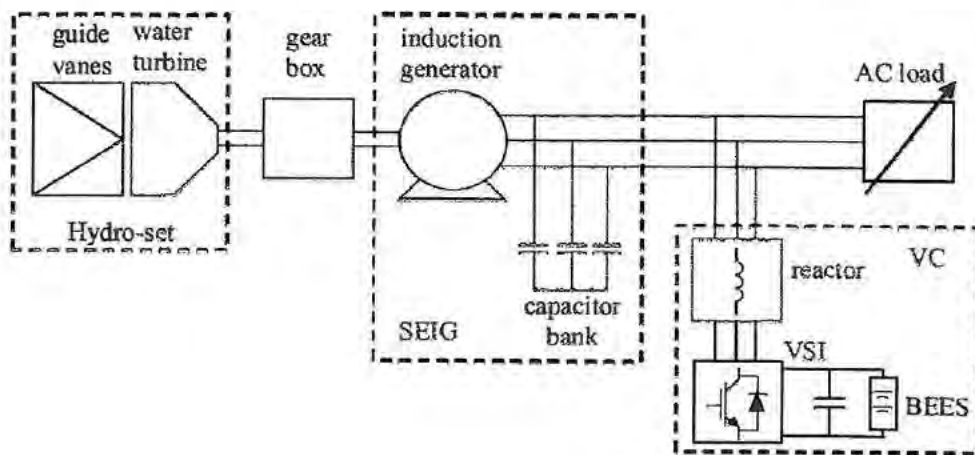 guide
vanes
water
turbine
Hydro-set
gear
box
induction
generator
capacitor
bank
SEIG
AC load
reactor
VC
VSI
BEES